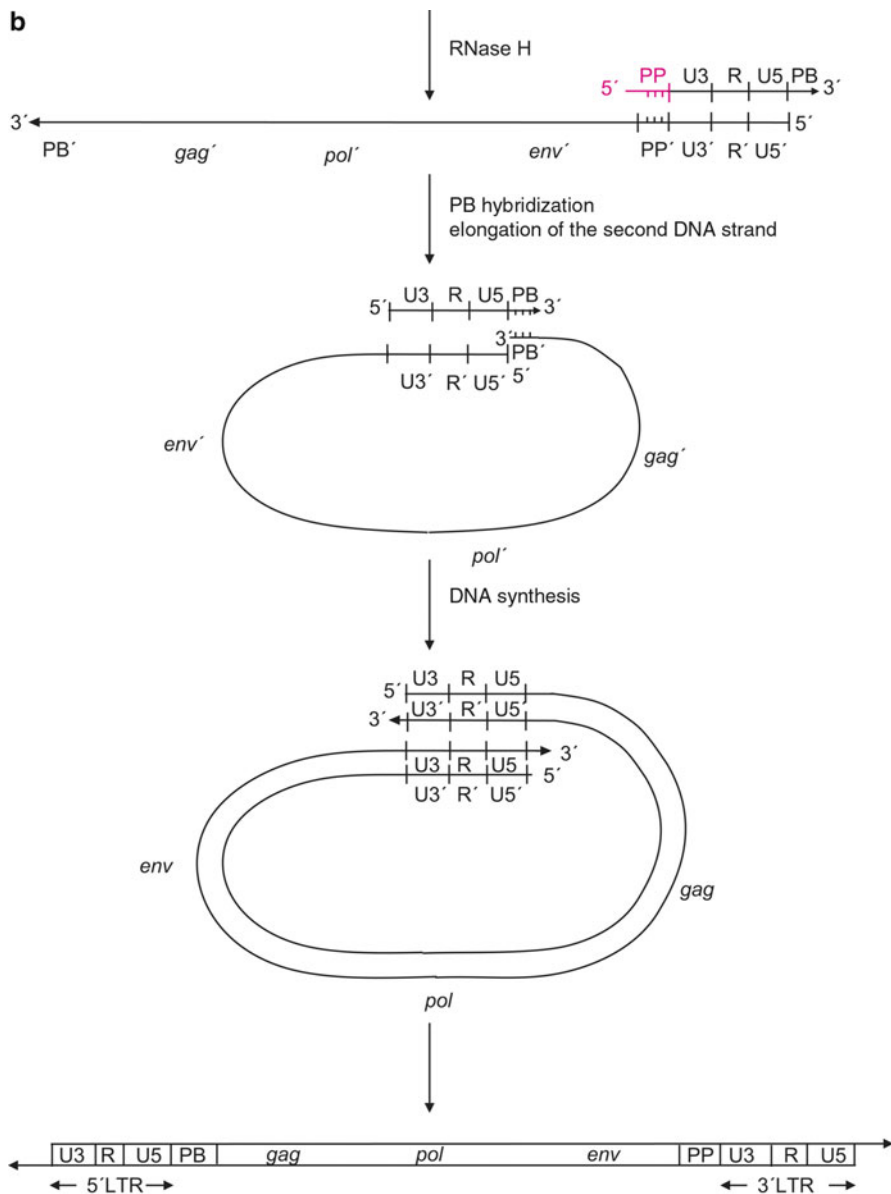 b
RNase H
5´ PP U3 R U5 PB 3´
3´ 5´
PB´ gag´ pol´ env´ PP´ U3´ R´ U5´
PB hybridization
elongation of the second DNA strand
5´ U3 R U5 PB 3´
3´ PB´
U3´ R´ U5´ 5´
env´
gag´
pol´
DNA synthesis
U3 R U5
5´
U3´ R´ U5´
3´
3´
U3 R U5
5´
U3´ R´ U5´
env
gag
pol
U3 R U5 PB gag pol env PP U3 R U5
5´LTR 3´LTR